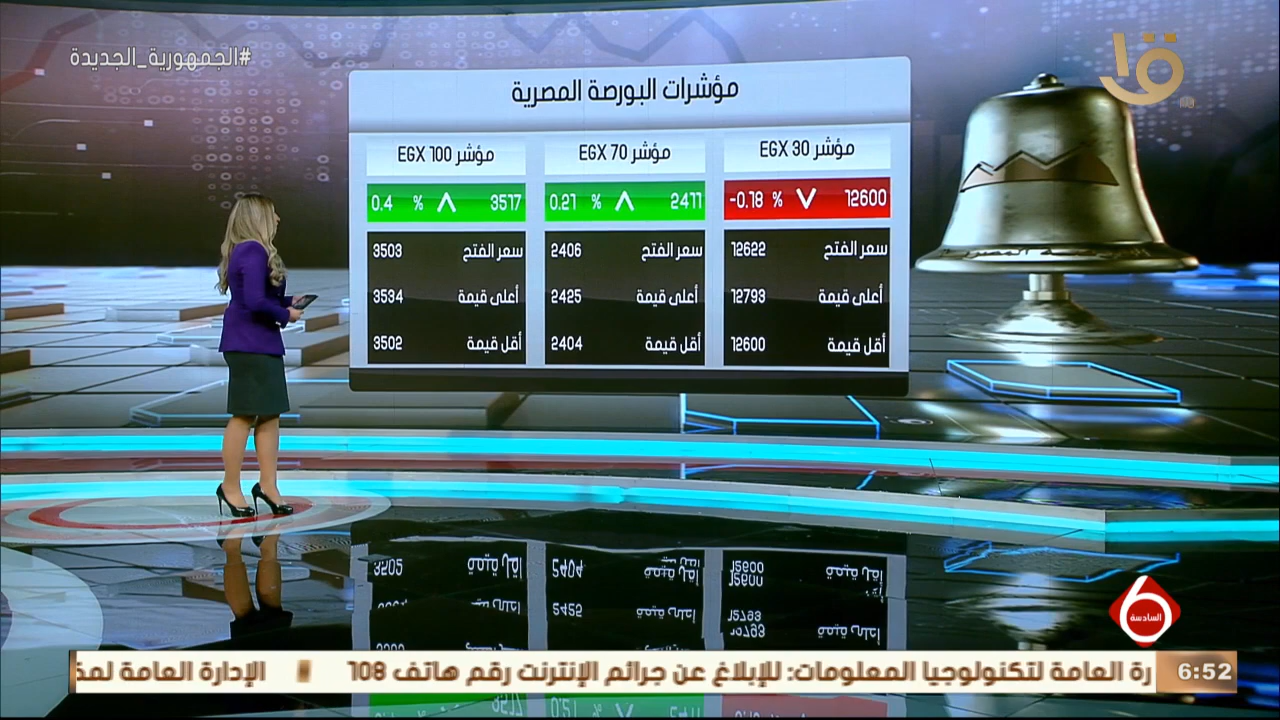 #الجمهورية_الجديدة
مؤشرات البورصة المصرية
مؤشر EGX 30
12600 -0.18 %
سعر الفتح 12622
أعلى قيمة 12793
أقل قيمة 12600
مؤشر EGX 70
2411 0.21 %
سعر الفتح 2406
أعلى قيمة 2425
أقل قيمة 2404
مؤشر EGX 100
3517 0.4 %
سعر الفتح 3503
أعلى قيمة 3534
أقل قيمة 3502
6 السادسة
6:52
العامة لتكنولوجيا المعلومات: للإبلاغ عن جرائم الإنترنت رقم هاتف 108 الإدارة العامة